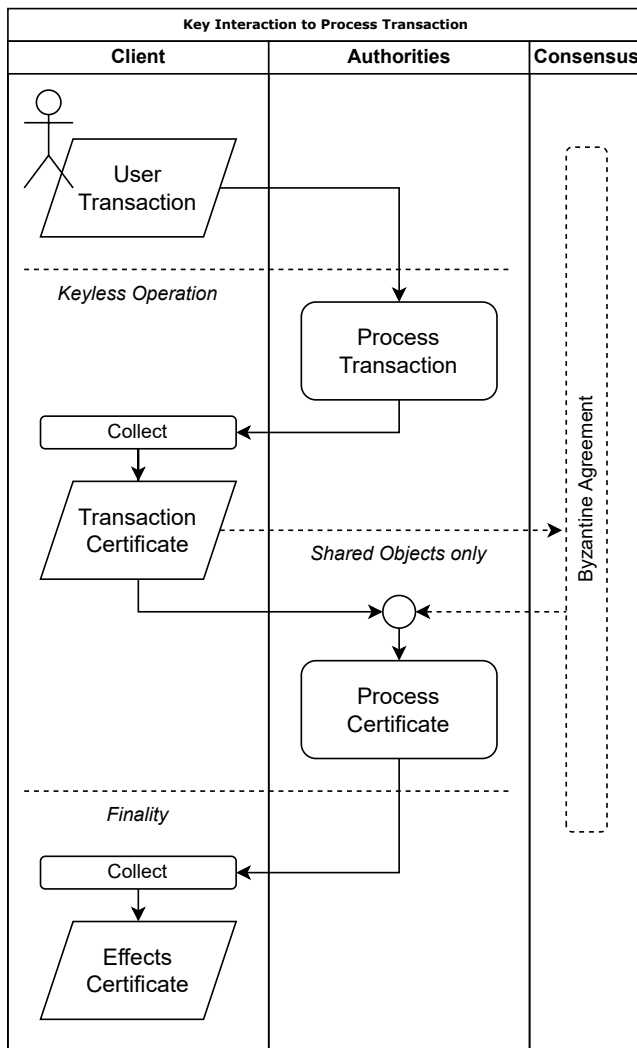 Key Interaction to Process Transaction
Client
Authorities
Consensus
User
Transaction
Keyless Operation
Process
Transaction
Collect
Transaction
Certificate
Shared Objects only
Byzantine Agreement
Process
Certificate
Finality
Collect
Effects
Certificate